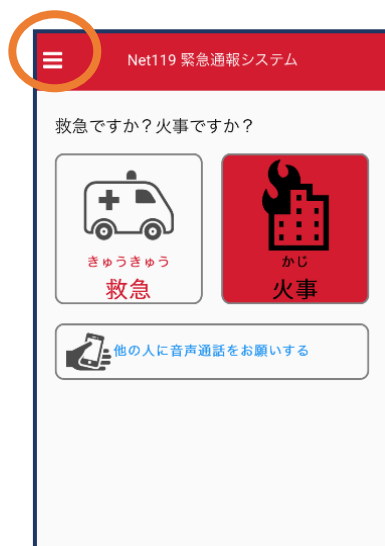 Net119 緊急通報システム
救急ですか？火事ですか？
きゅうきゅう
救急
かじ
火事
他の人に音声通話をお願いする